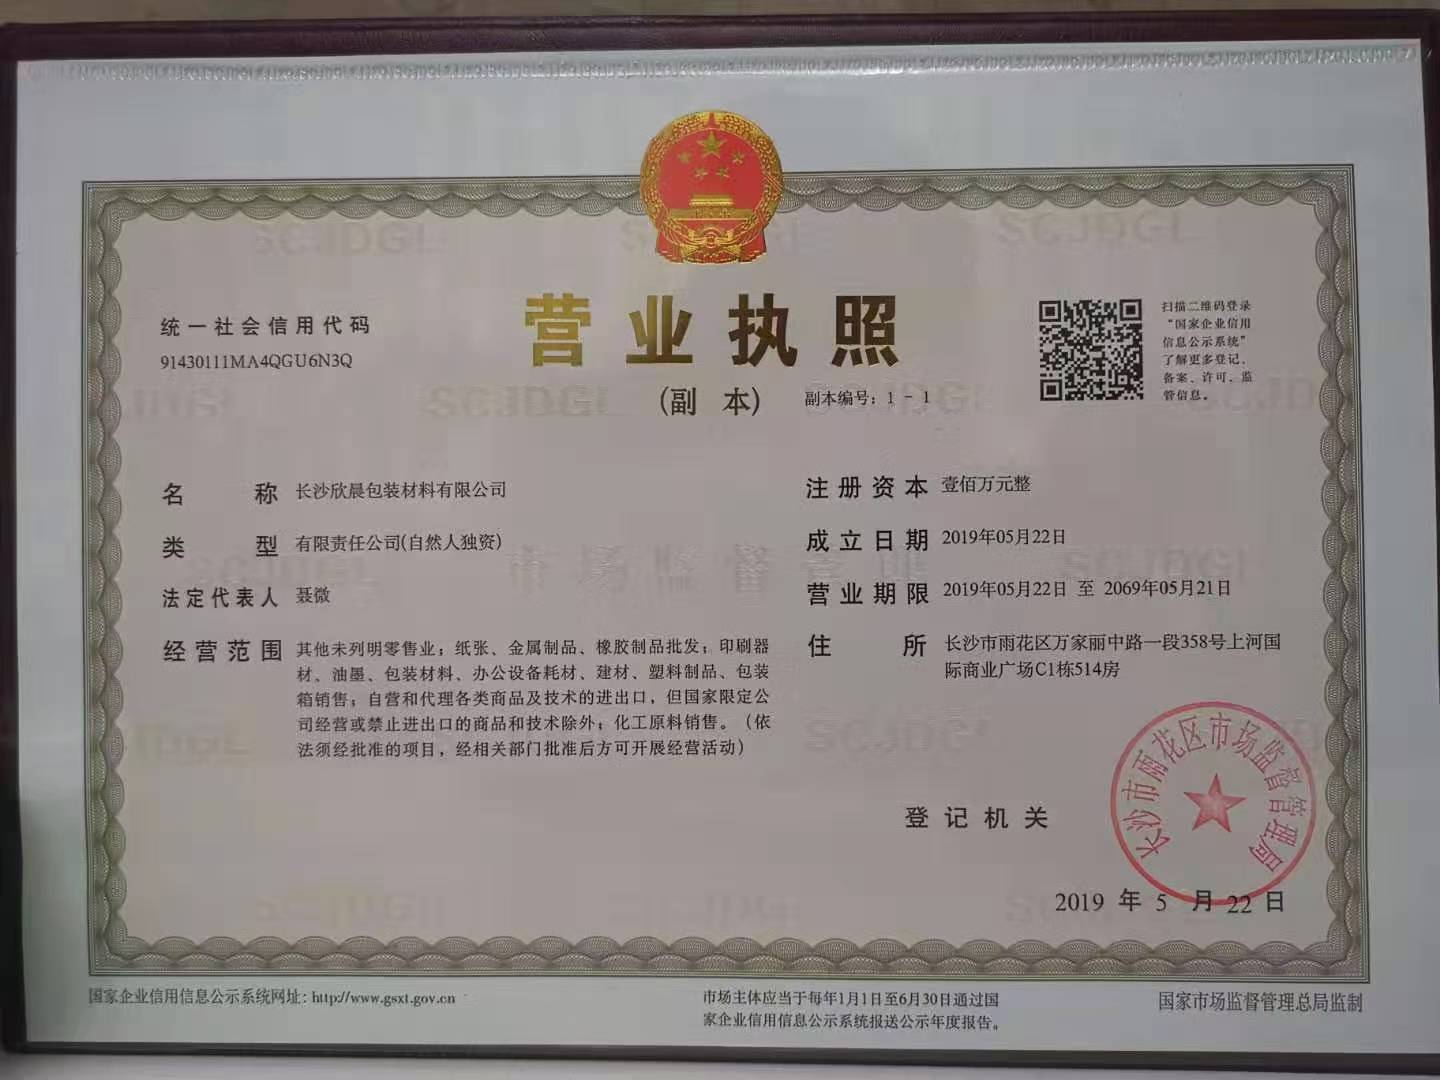 统一社会信用代码
91430111MA4QGU6N3Q
营业执照
(副 本) 副本编号：1 - 1
扫描二维码登录
“国家企业信用
信息公示系统”
了解更多登记、
备案、许可、监
管信息。
名 称 长沙欣晨包装材料有限公司
类 型 有限责任公司(自然人独资)
法定代表人 聂微
经营范围 其他未列明零售业；纸张、金属制品、橡胶制品批发；印刷器
材、油墨、包装材料、办公设备耗材、建材、塑料制品、包装
箱销售；自营和代理各类商品及技术的进出口，但国家限定公
司经营或禁止进出口的商品和技术除外；化工原料销售。（依
法须经批准的项目，经相关部门批准后方可开展经营活动）
注册资本 壹佰万元整
成立日期 2019年05月22日
营业期限 2019年05月22日 至 2069年05月21日
住 所 长沙市雨花区万家丽中路一段358号上河国
际商业广场C1栋514房
登记机关
长沙市雨花区市场监督管理局
2019 年 5 月 22 日
国家企业信用信息公示系统网址：http://www.gsxt.gov.cn
市场主体应当于每年1月1日至6月30日通过国
家企业信用信息公示系统报送公示年度报告。
国家市场监督管理总局监制
SCJDGL
市场监督管理